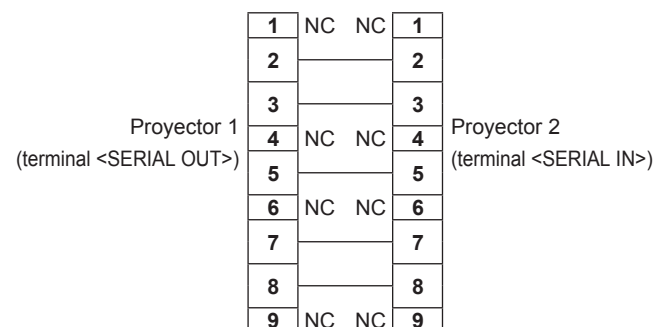 1 NC NC 1
2 2
3 3
Proyector 1
(terminal <SERIAL OUT>)
4 NC NC 4
Proyector 2
(terminal <SERIAL IN>)
5 5
6 NC NC 6
7 7
8 8
9 NC NC 9